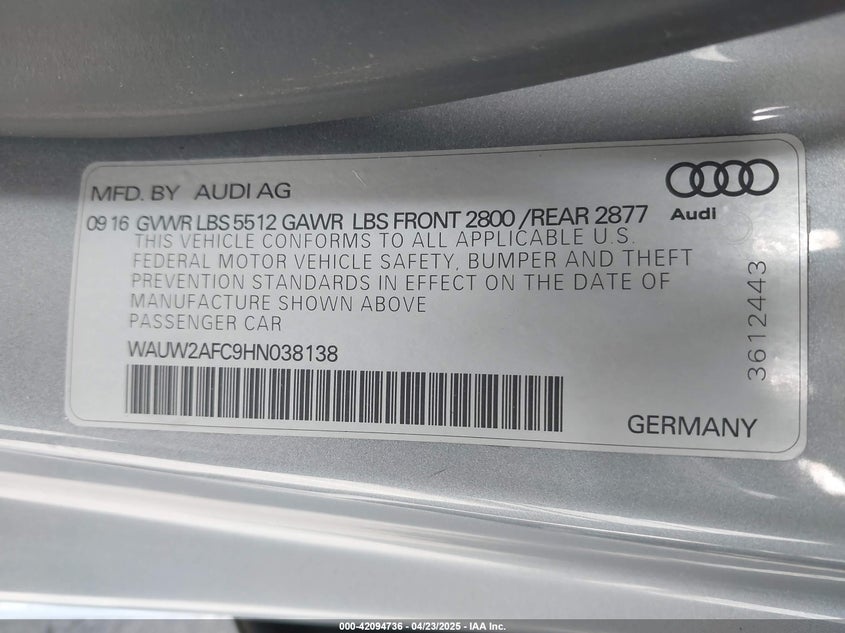 MFD. BY AUDI AG
Audi
09 16 GVWR LBS 5512 GAWR LBS FRONT 2800 /REAR 2877
THIS VEHICLE CONFORMS TO ALL APPLICABLE U.S.
FEDERAL MOTOR VEHICLE SAFETY, BUMPER AND THEFT
PREVENTION STANDARDS IN EFFECT ON THE DATE OF
MANUFACTURE SHOWN ABOVE
PASSENGER CAR
WAUW2AFC9HN038138
3612443
GERMANY
000-42094736 - 04/23/2025 - IAA Inc.